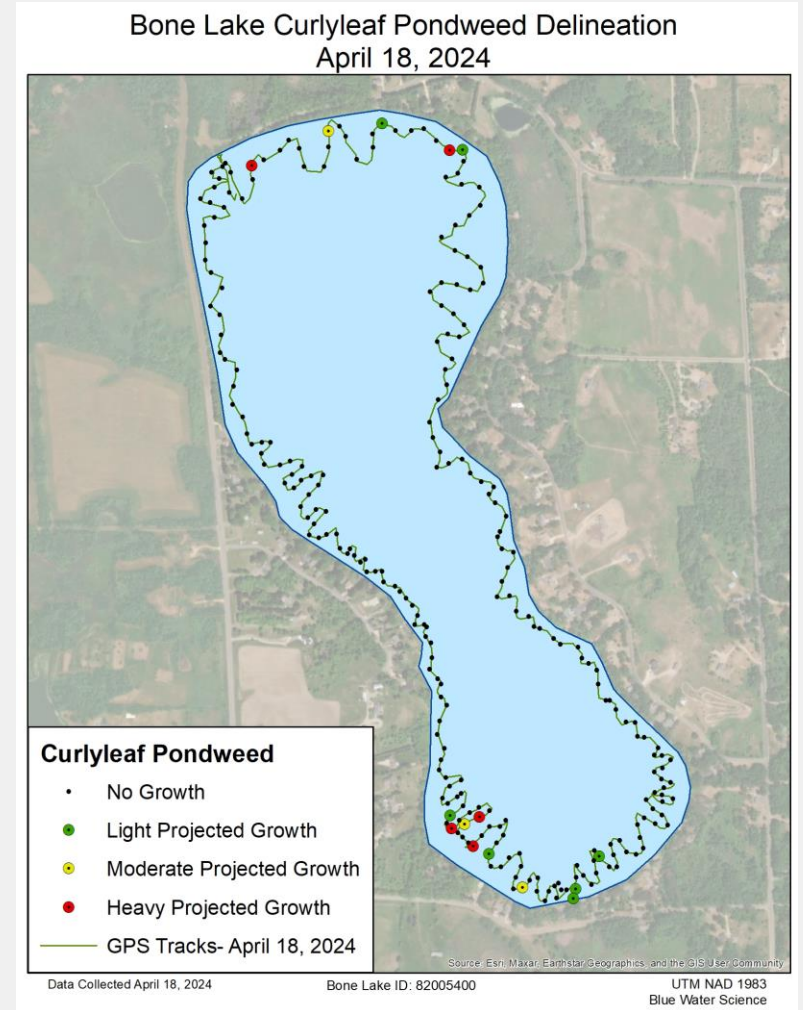 Bone Lake Curlyleaf Pondweed Delineation
April 18, 2024
Curlyleaf Pondweed
No Growth
Light Projected Growth
Moderate Projected Growth
Heavy Projected Growth
GPS Tracks- April 18, 2024
Source: Esri, Maxar, Earthstar Geographics, and the GIS User Community
Data Collected April 18, 2024
Bone Lake ID: 82005400
UTM NAD 1983
Blue Water Science